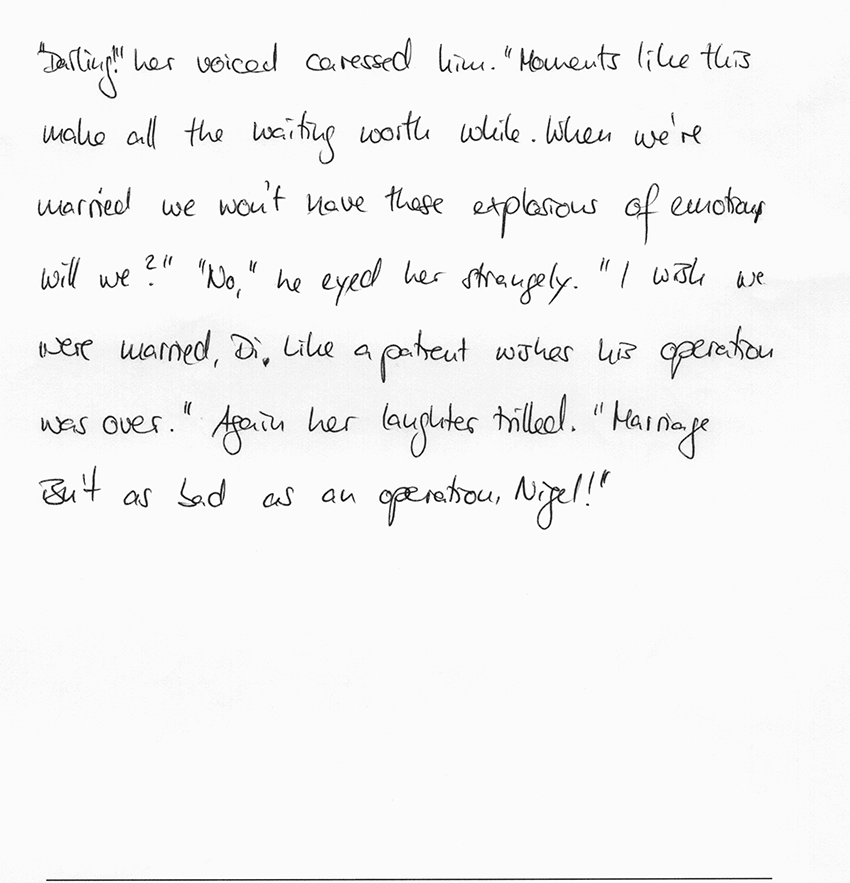 "Darling!" her voiced caressed him. "Moments like this
make all the waiting worth while. When we're
married we won't have these explosions of emotions
will we?" "No," he eyed her strangely. "I wish we
were married, Di, like a patient wishes his operation
was over." Again her laughter trilled. "Marriage
isn't as bad as an operation, Nigel!"